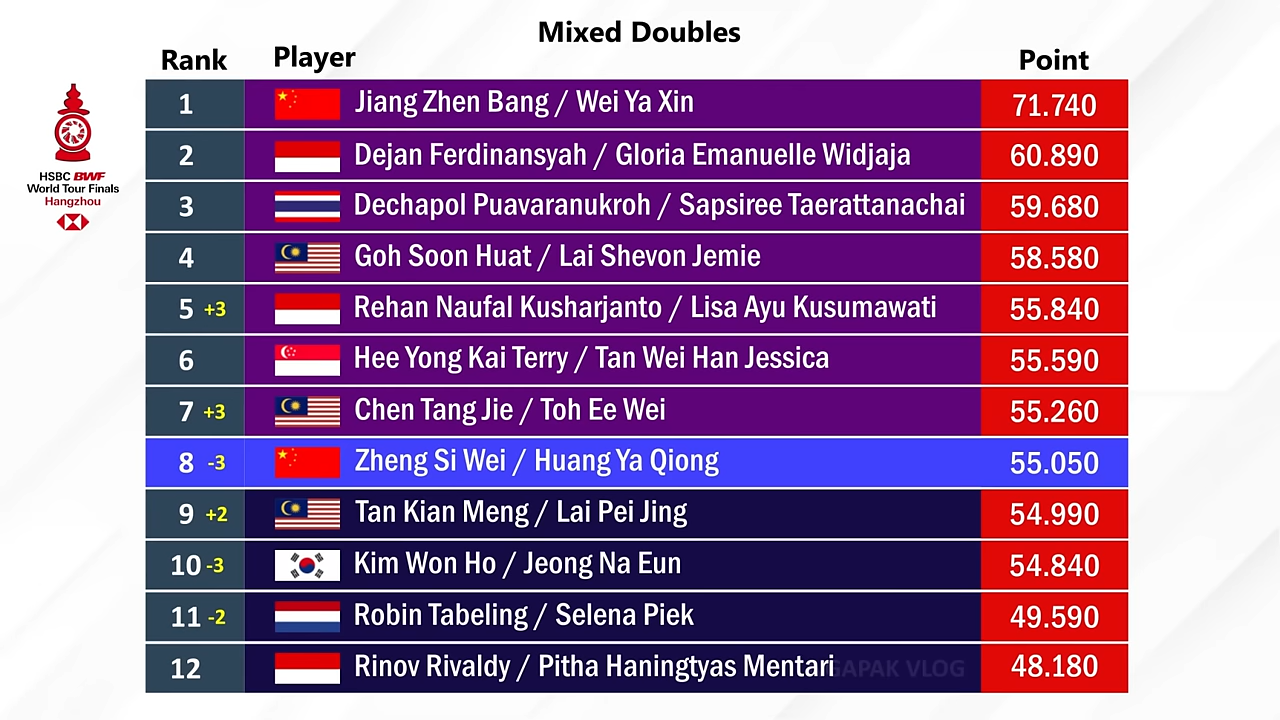 Mixed Doubles
Rank Player Point
HSBC BWF
World Tour Finals
Hangzhou
1 Jiang Zhen Bang / Wei Ya Xin 71.740
2 Dejan Ferdinansyah / Gloria Emanuelle Widjaja 60.890
3 Dechapol Puavaranukroh / Sapsiree Taerattanachai 59.680
4 Goh Soon Huat / Lai Shevon Jemie 58.580
5 +3 Rehan Naufal Kusharjanto / Lisa Ayu Kusumawati 55.840
6 Hee Yong Kai Terry / Tan Wei Han Jessica 55.590
7 +3 Chen Tang Jie / Toh Ee Wei 55.260
8 -3 Zheng Si Wei / Huang Ya Qiong 55.050
9 +2 Tan Kian Meng / Lai Pei Jing 54.990
10 -3 Kim Won Ho / Jeong Na Eun 54.840
11 -2 Robin Tabeling / Selena Piek 49.590
12 Rinov Rivaldy / Pitha Haningtyas Mentari 48.180
VLOG